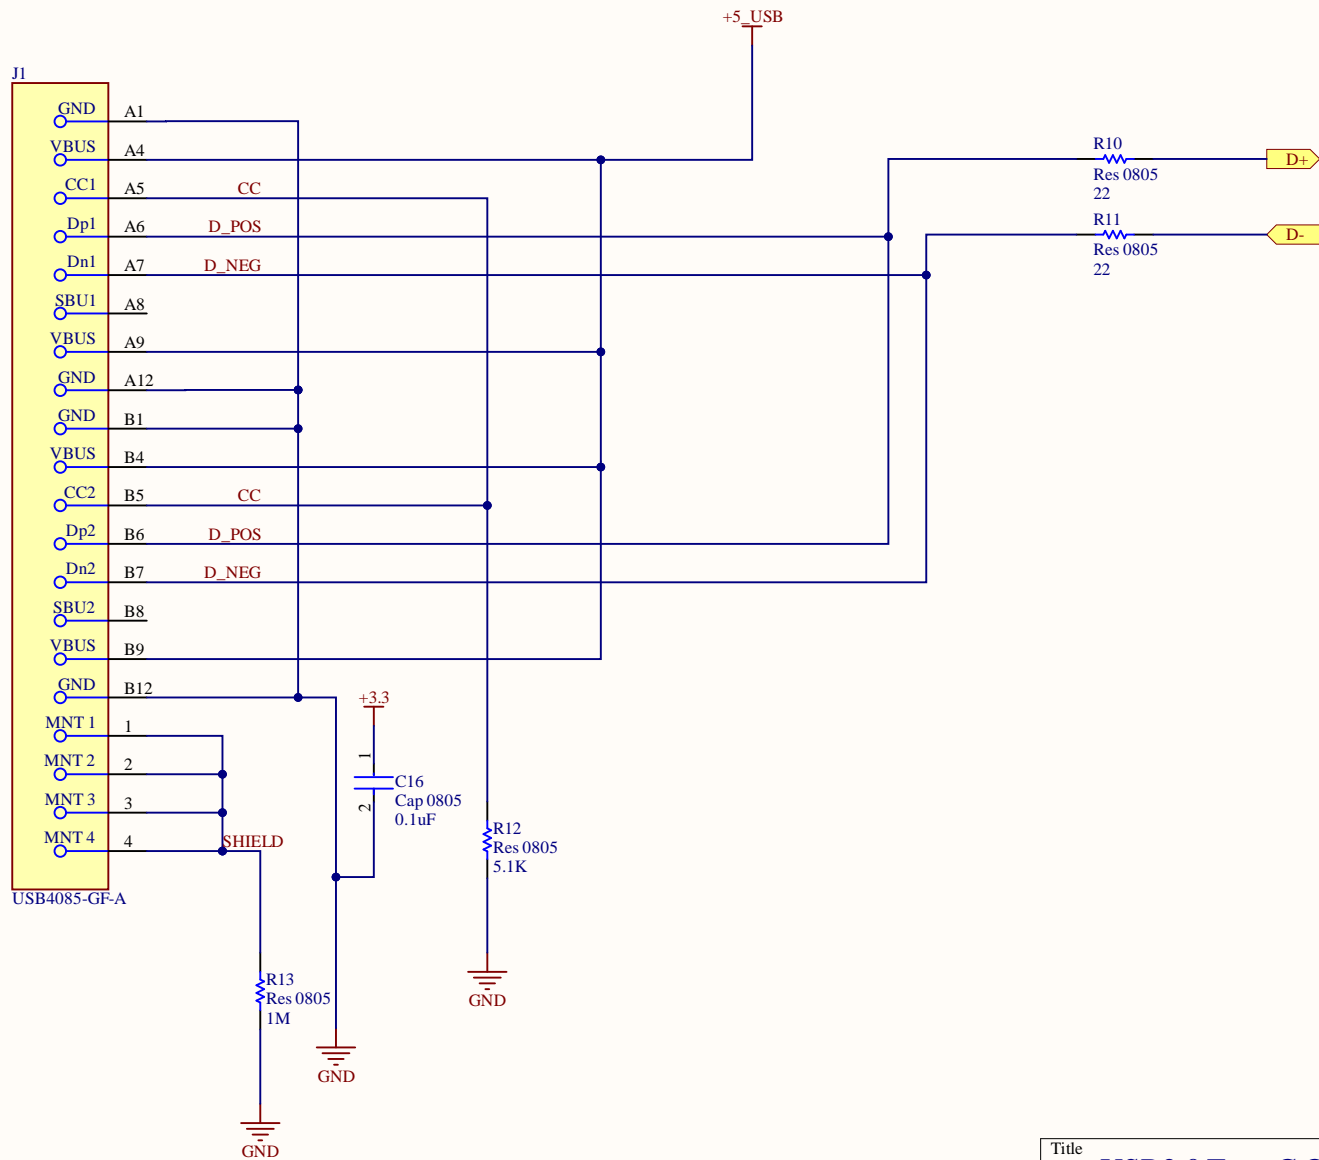 +5_USB
J1
GND A1
VBUS A4
CC1 A5 CC
Dp1 A6 D_POS
Dn1 A7 D_NEG
SBU1 A8
VBUS A9
GND A12
GND B1
VBUS B4
CC2 B5 CC
Dp2 B6 D_POS
Dn2 B7 D_NEG
SBU2 B8
VBUS B9
GND B12
MNT 1 1
MNT 2 2
MNT 3 3
MNT 4 4
SHIELD
USB4085-GF-A
R10
Res 0805
22
D+
R11
Res 0805
22
D-
+3.3
1
2
C16
Cap 0805
0.1uF
R12
Res 0805
5.1K
GND
R13
Res 0805
1M
GND
GND
Title